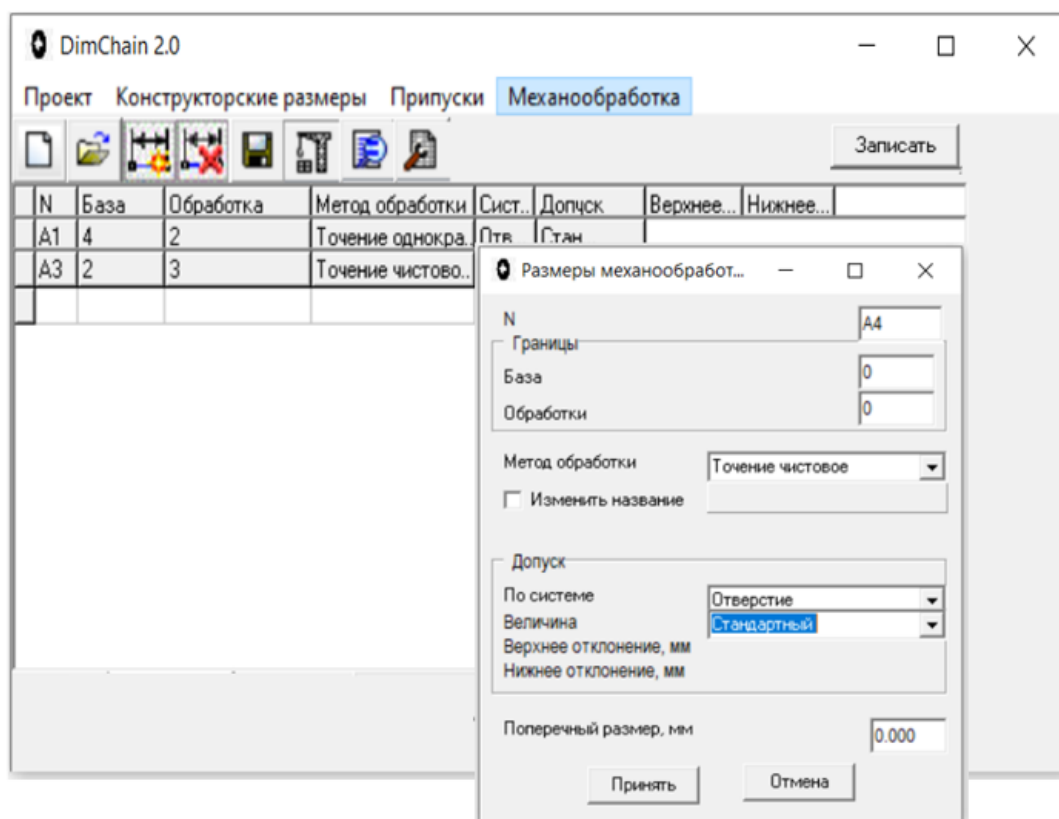 DimChain 2.0
Проект Конструкторские размеры Припуски Механообработка
Записать
N База Обработка Метод обработки Сист... Допуск Верхнее... Нижнее...
A1 4 2 Точение однокра... Отв... Стан...
A3 2 3 Точение чистово...
Размеры механообработ...
N A4
Границы
База 0
Обработки 0
Метод обработки Точение чистовое
Изменить название
Допуск
По системе Отверстие
Величина Стандартный
Верхнее отклонение, мм
Нижнее отклонение, мм
Поперечный размер, мм 0.000
Принять Отмена